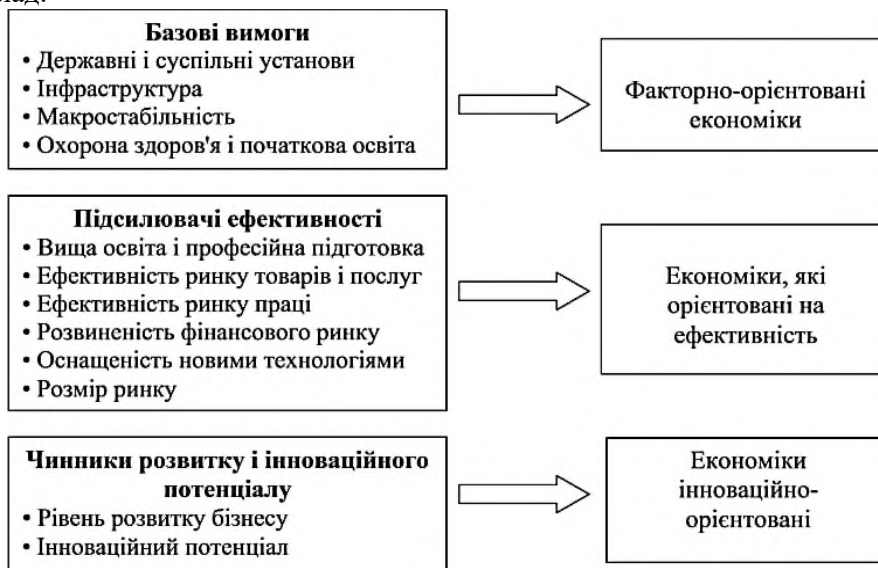 Базові вимоги
• Державні і суспільні установи
• Інфраструктура
• Макростабільність
• Охорона здоров'я і початкова освіта
Факторно-орієнтовані
економіки
Підсилювачі ефективності
• Вища освіта і професійна підготовка
• Ефективність ринку товарів і послуг
• Ефективність ринку праці
• Розвиненість фінансового ринку
• Оснащеність новими технологіями
• Розмір ринку
Економіки, які
орієнтовані на
ефективність
Чинники розвитку і інноваційного
потенціалу
• Рівень розвитку бізнесу
• Інноваційний потенціал
Економіки
інноваційно-
орієнтовані